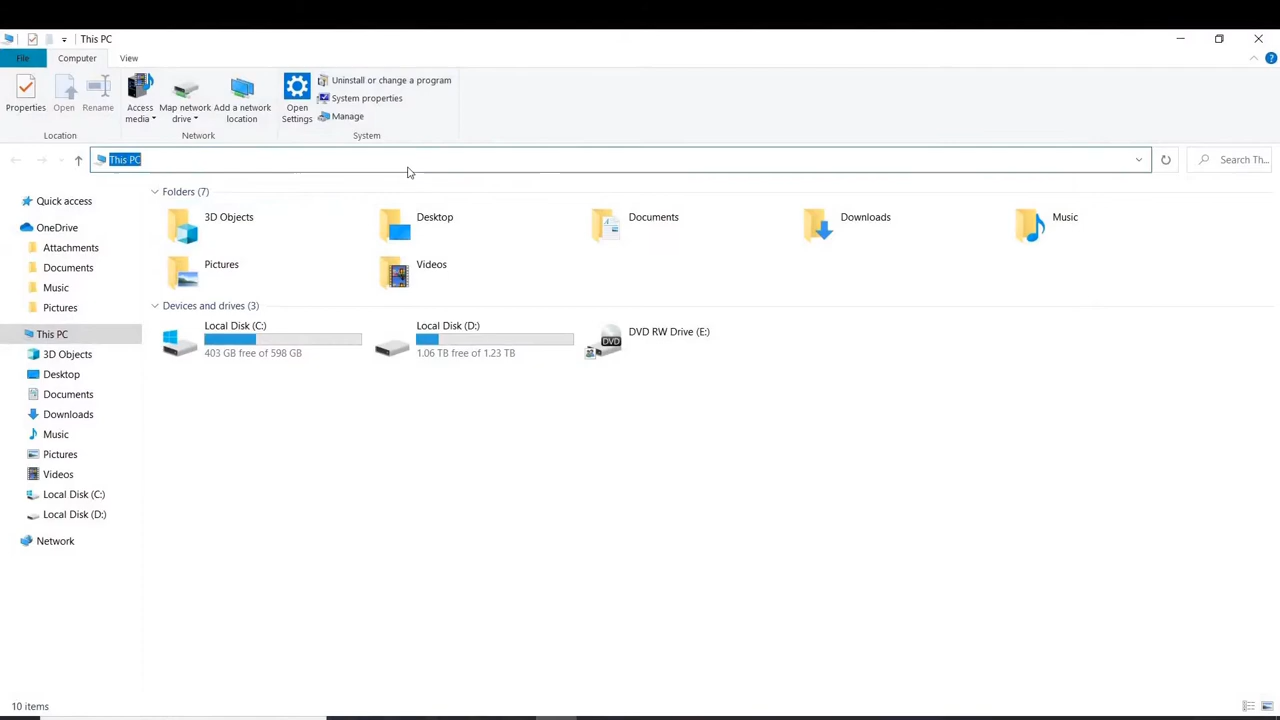 This PC
File
Computer
View
Properties
Open
Rename
Access media
Map network drive
Add a network location
Open Settings
Uninstall or change a program
System properties
Manage
Location
Network
System
This PC
Search Th...
Quick access
OneDrive
Attachments
Documents
Music
Pictures
This PC
3D Objects
Desktop
Documents
Downloads
Music
Pictures
Videos
Local Disk (C:)
Local Disk (D:)
Network
Folders (7)
3D Objects
Desktop
Documents
Downloads
Music
Pictures
Videos
Devices and drives (3)
Local Disk (C:)
403 GB free of 598 GB
Local Disk (D:)
1.06 TB free of 1.23 TB
DVD
DVD RW Drive (E:)
10 items